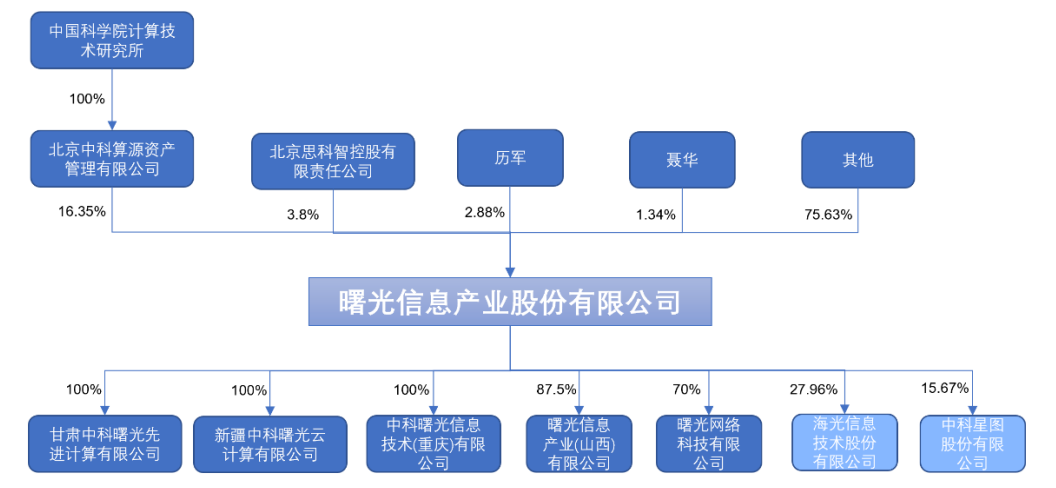 中国科学院计算技
术研究所
100%
北京中科算源资产
管理有限公司
北京思科智控股有
限责任公司
历军
聂华
其他
16.35%
3.8%
2.88%
1.34%
75.63%
曙光信息产业股份有限公司
100%
100%
100%
87.5%
70%
27.96%
15.67%
甘肃中科曙光先
进计算有限公司
新疆中科曙光云
计算有限公司
中科曙光信息
技术(重庆)有限
公司
曙光信息
产业(山西)
有限公司
曙光网络
科技有限
公司
海光信息
技术股份
有限公司
中科星图
股份有限
公司